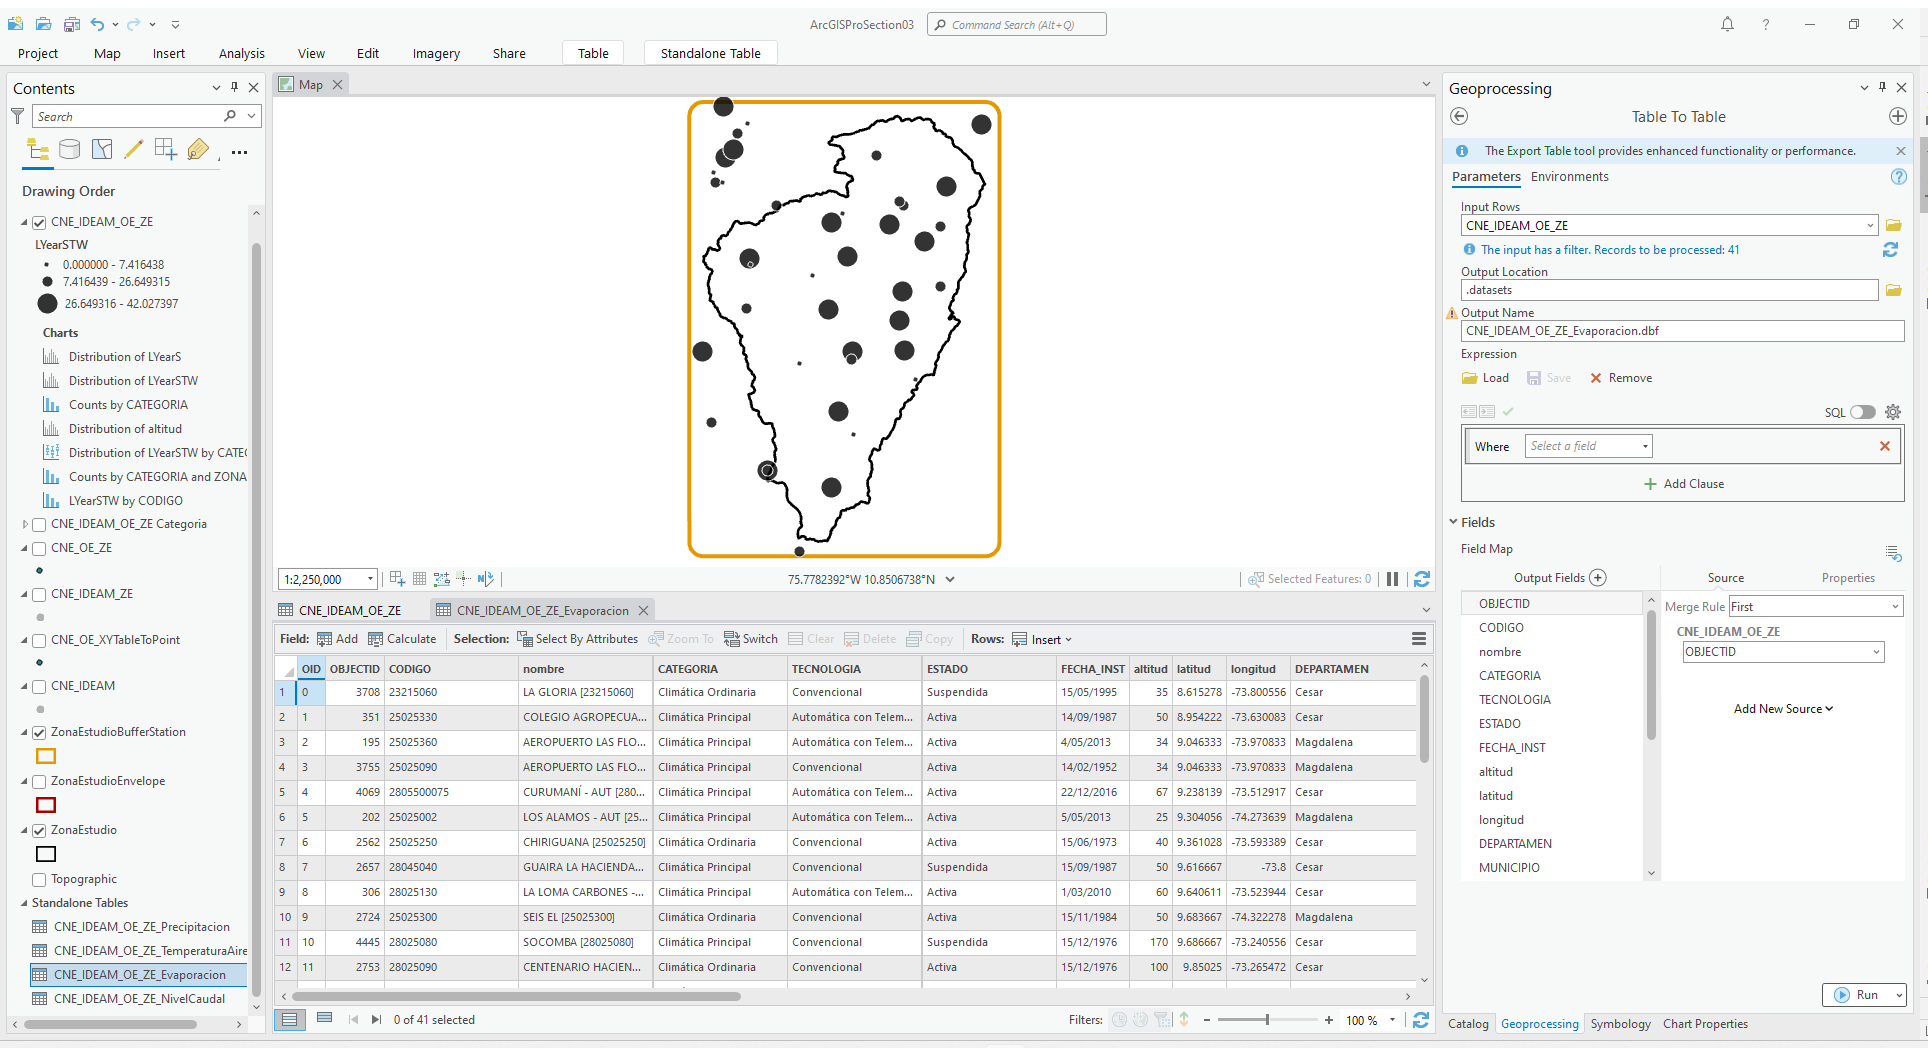 ArcGISProSection03
Command Search (Alt+Q)
Project
Map
Insert
Analysis
View
Edit
Imagery
Share
Table
Standalone Table
Contents
Search
Drawing Order
CNE_IDEAM_OE_ZE
LYearSTW
0.000000 - 7.416438
7.416439 - 26.649315
26.649316 - 42.027397
Charts
Distribution of LYearS
Distribution of LYearSTW
Counts by CATEGORIA
Distribution of altitud
Distribution of LYearSTW by CATE
Counts by CATEGORIA and ZONA
LYearSTW by CODIGO
CNE_IDEAM_OE_ZE Categoria
CNE_OE_ZE
CNE_IDEAM_ZE
CNE_OE_XYTableToPoint
CNE_IDEAM
ZonaEstudioBufferStation
ZonaEstudioEnvelope
ZonaEstudio
Topographic
Standalone Tables
CNE_IDEAM_OE_ZE_Precipitacion
CNE_IDEAM_OE_ZE_TemperaturaAire
CNE_IDEAM_OE_ZE_Evaporacion
CNE_IDEAM_OE_ZE_NivelCaudal
Map
1:2,250,000
75.7782392°W 10.8506738°N
Selected Features: 0
CNE_IDEAM_OE_ZE
CNE_IDEAM_OE_ZE_Evaporacion
Field: Add Calculate Selection: Select By Attributes Zoom To Switch Clear Delete Copy Rows: Insert
OID OBJECTID CODIGO nombre CATEGORIA TECNOLOGIA ESTADO FECHA_INST altitud latitud longitud DEPARTAMEN
1 0 3708 23215060 LA GLORIA [23215060] Climática Ordinaria Convencional Suspendida 15/05/1995 35 8.615278 -73.800556 Cesar
2 1 351 25025330 COLEGIO AGROPECUA... Climática Principal Automática con Telem... Activa 14/09/1987 50 8.954222 -73.630083 Cesar
3 2 195 25025360 AEROPUERTO LAS FLO... Climática Principal Automática con Telem... Activa 4/05/2013 34 9.046333 -73.970833 Magdalena
4 3 3755 25025090 AEROPUERTO LAS FLO... Climática Principal Convencional Activa 14/02/1952 34 9.046333 -73.970833 Magdalena
5 4 4069 2805500075 CURUMANÍ - AUT [280... Climática Principal Automática con Telem... Activa 22/12/2016 67 9.238139 -73.512917 Cesar
6 5 202 25025002 LOS ALAMOS - AUT [25... Climática Principal Automática con Telem... Activa 5/05/2013 25 9.304056 -74.273639 Magdalena
7 6 2562 25025250 CHIRIGUANA [25025250] Climática Ordinaria Convencional Activa 15/06/1973 40 9.361028 -73.593389 Cesar
8 7 2657 28045040 GUAIRA LA HACIENDA... Climática Principal Convencional Suspendida 15/09/1987 50 9.616667 -73.8 Cesar
9 8 306 28025130 LA LOMA CARBONES -... Climática Principal Automática con Telem... Activa 1/03/2010 60 9.640611 -73.523944 Cesar
10 9 2724 25025300 SEIS EL [25025300] Climática Ordinaria Convencional Activa 15/11/1984 50 9.683667 -74.322278 Magdalena
11 10 4445 28025080 SOCOMBA [28025080] Climática Principal Convencional Suspendida 15/12/1976 170 9.686667 -73.240556 Cesar
12 11 2753 28025090 CENTENARIO HACIEN... Climática Ordinaria Convencional Activa 15/12/1976 100 9.85025 -73.265472 Cesar
0 of 41 selected
Filters:
100 %
Geoprocessing
Table To Table
The Export Table tool provides enhanced functionality or performance.
Parameters
Environments
Input Rows
CNE_IDEAM_OE_ZE
The input has a filter. Records to be processed: 41
Output Location
.datasets
Output Name
CNE_IDEAM_OE_ZE_Evaporacion.dbf
Expression
Load
Save
Remove
SQL
Where
Select a field
Add Clause
Fields
Field Map
Output Fields
Source
Properties
OBJECTID
CODIGO
nombre
CATEGORIA
TECNOLOGIA
ESTADO
FECHA_INST
altitud
latitud
longitud
DEPARTAMEN
MUNICIPIO
Merge Rule First
CNE_IDEAM_OE_ZE
OBJECTID
Add New Source
Run
Catalog
Geoprocessing
Symbology
Chart Properties